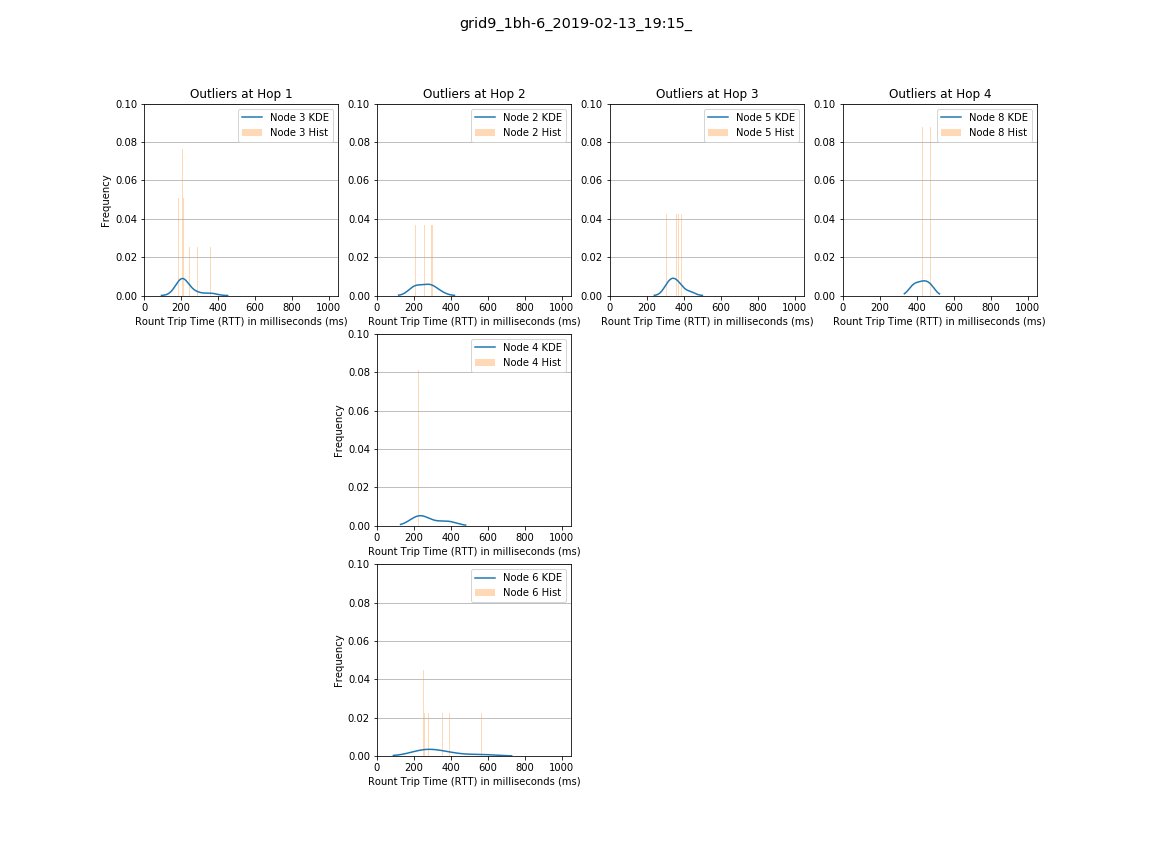 grid9_1bh-6_2019-02-13_19:15_
Outliers at Hop 1
0.10
0.08
0.06
0.04
0.02
0.00
Frequency
Node 3 KDE
Node 3 Hist
0 200 400 600 800 1000
Rount Trip Time (RTT) in milliseconds (ms)
Outliers at Hop 2
0.10
0.08
0.06
0.04
0.02
0.00
Node 2 KDE
Node 2 Hist
0 200 400 600 800 1000
Rount Trip Time (RTT) in milliseconds (ms)
Outliers at Hop 3
0.10
0.08
0.06
0.04
0.02
0.00
Node 5 KDE
Node 5 Hist
0 200 400 600 800 1000
Rount Trip Time (RTT) in milliseconds (ms)
Outliers at Hop 4
0.10
0.08
0.06
0.04
0.02
0.00
Node 8 KDE
Node 8 Hist
0 200 400 600 800 1000
Rount Trip Time (RTT) in milliseconds (ms)
0.10
0.08
0.06
0.04
0.02
0.00
Frequency
Node 4 KDE
Node 4 Hist
0 200 400 600 800 1000
Rount Trip Time (RTT) in milliseconds (ms)
0.10
0.08
0.06
0.04
0.02
0.00
Frequency
Node 6 KDE
Node 6 Hist
0 200 400 600 800 1000
Rount Trip Time (RTT) in milliseconds (ms)